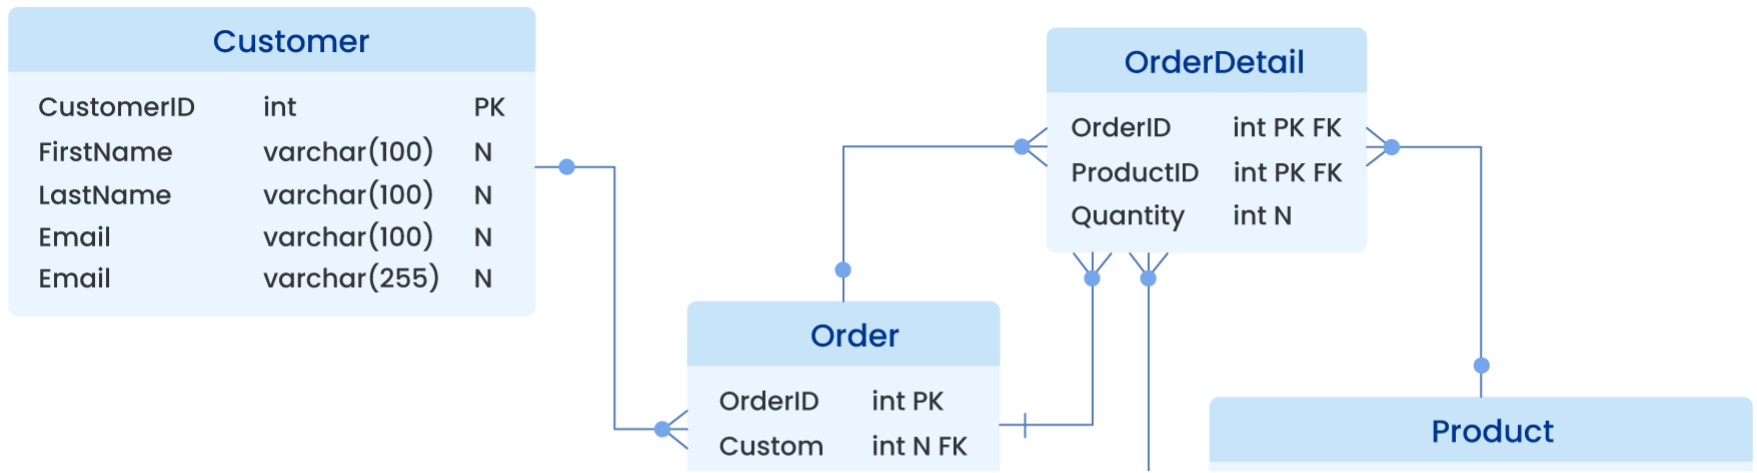 Customer
CustomerID int PK
FirstName varchar(100) N
LastName varchar(100) N
Email varchar(100) N
Email varchar(255) N
OrderDetail
OrderID int PK FK
ProductID int PK FK
Quantity int N
Order
OrderID int PK
Custom int N FK
Product